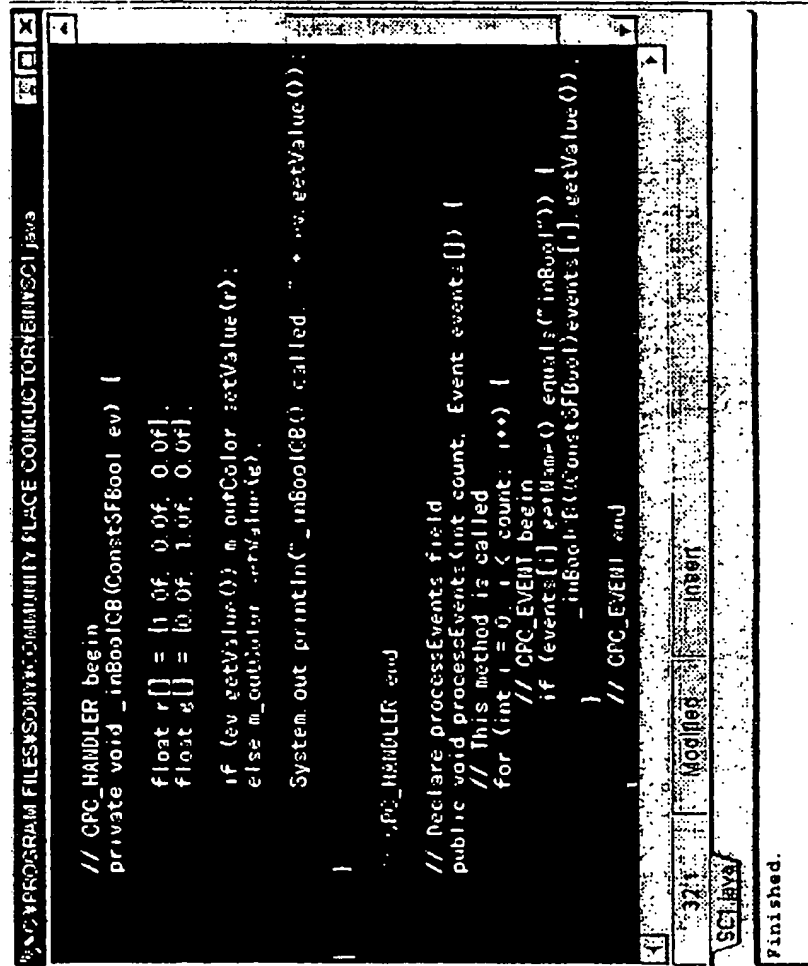 C:¥PROGRAM FILES¥SONY¥COMMUNITY PLACE CONDUCTOR¥BIN¥SC1.java
// CPC_HANDLER begin
private void _inBoolCB(ConstSFBool ev) {
float r[] = {1.0f, 0.0f, 0.0f};
float g[] = {0.0f, 1.0f, 0.0f};
if (ev.getValue()) m_outColor.setValue(r);
else m_outColor.setValue(g);
System.out.println("_inBoolCB() called. " + ev.getValue());
}
CPC_HANDLER end
// Declare processEvents field
public void processEvents(int count, Event events[]) {
// This method is called
for (int i = 0; i < count; i++) {
// CPC_EVENT begin
if (events[i].getName().equals("inBool")) {
_inBoolCB((ConstSFBool)events[i].getValue());
}
// CPC_EVENT end
Modified Insert
SC1.java
Finished.